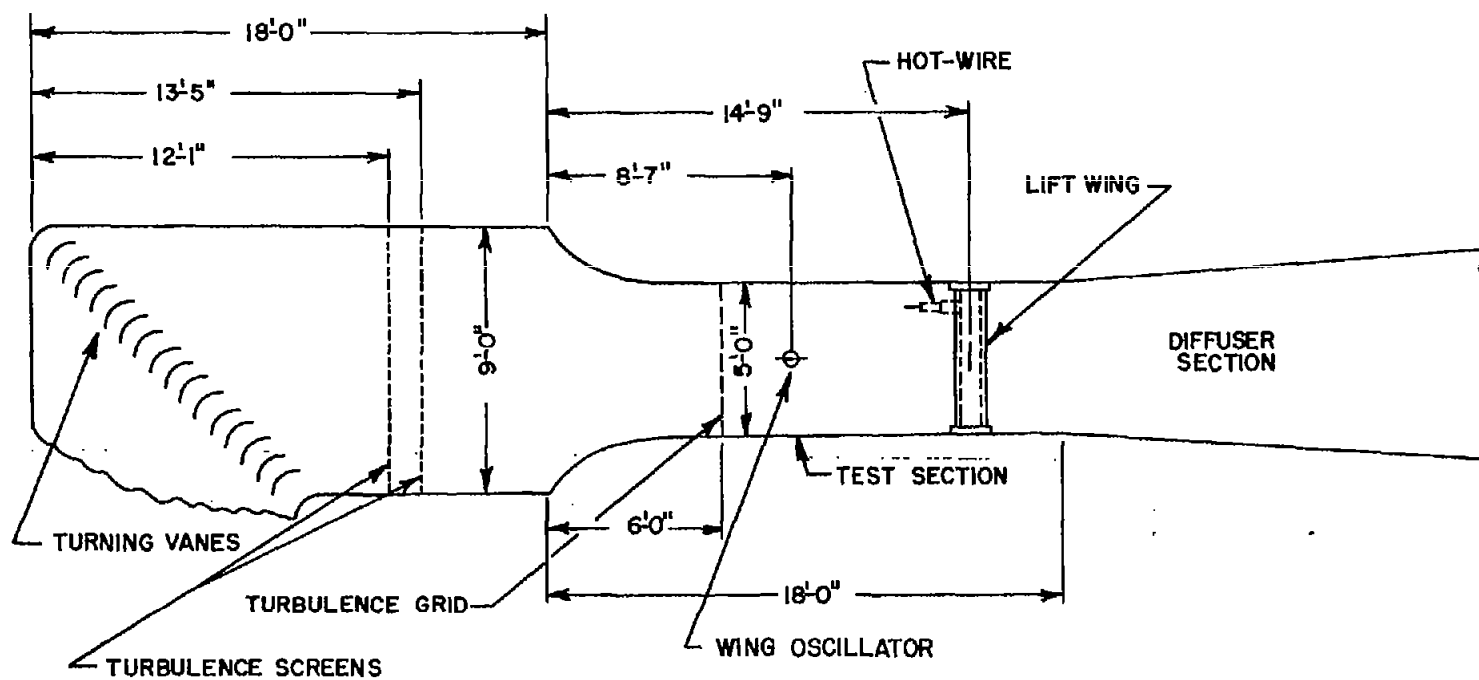 18'-0"
13'-5"
12'-1"
HOT-WIRE
14'-9"
8'-7"
LIFT WING
9'-0"
5'-0"
DIFFUSER
SECTION
TEST SECTION
6'-0"
TURNING VANES
18'-0"
TURBULENCE GRID
WING OSCILLATOR
TURBULENCE SCREENS